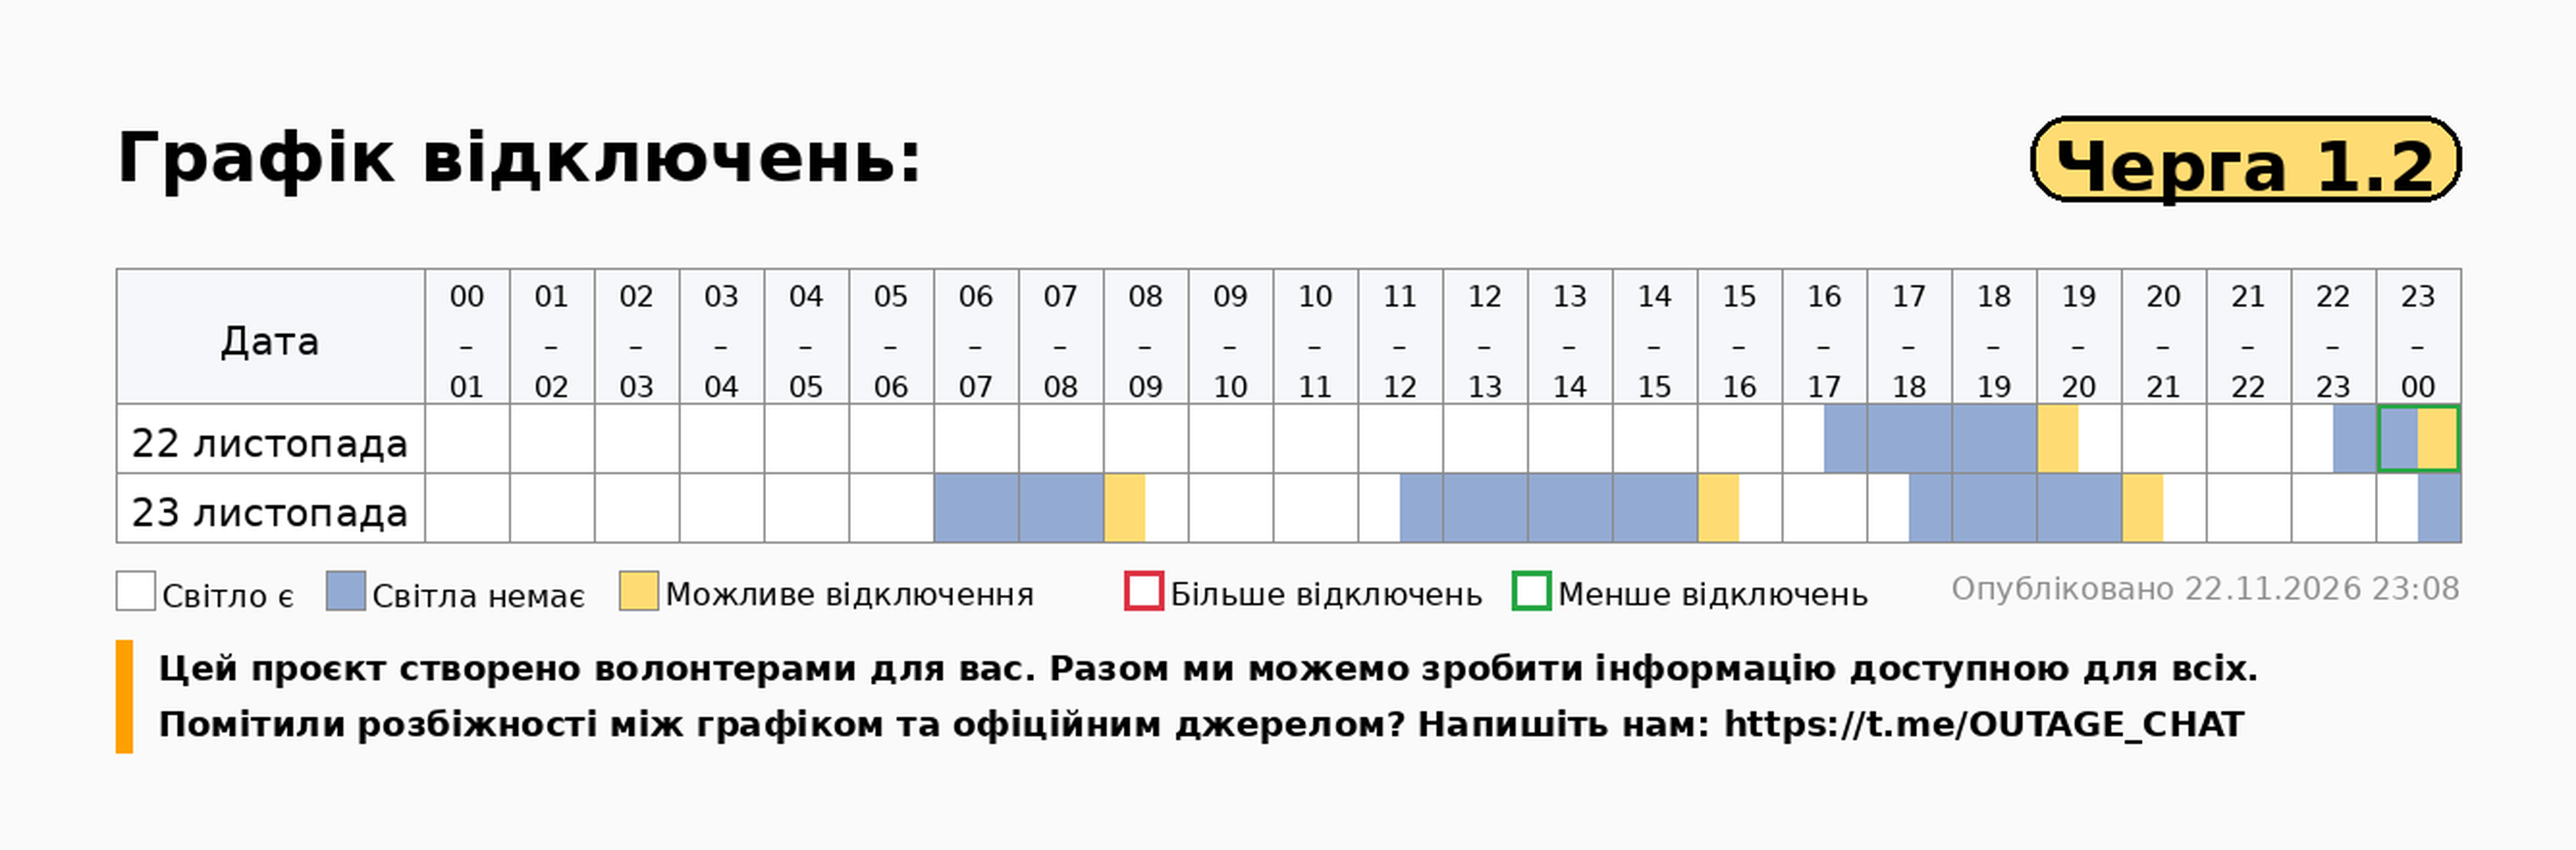 Графік відключень:
Черга 1.2
Дата 00 – 01 01 – 02 02 – 03 03 – 04 04 – 05 05 – 06 06 – 07 07 – 08 08 – 09 09 – 10 10 – 11 11 – 12 12 – 13 13 – 14 14 – 15 15 – 16 16 – 17 17 – 18 18 – 19 19 – 20 20 – 21 21 – 22 22 – 23 23 – 00
22 листопада
23 листопада
Світло є Світла немає Можливе відключення Більше відключень Менше відключень Опубліковано 22.11.2026 23:08
Цей проєкт створено волонтерами для вас. Разом ми можемо зробити інформацію доступною для всіх.
Помітили розбіжності між графіком та офіційним джерелом? Напишіть нам: https://t.me/OUTAGE_CHAT